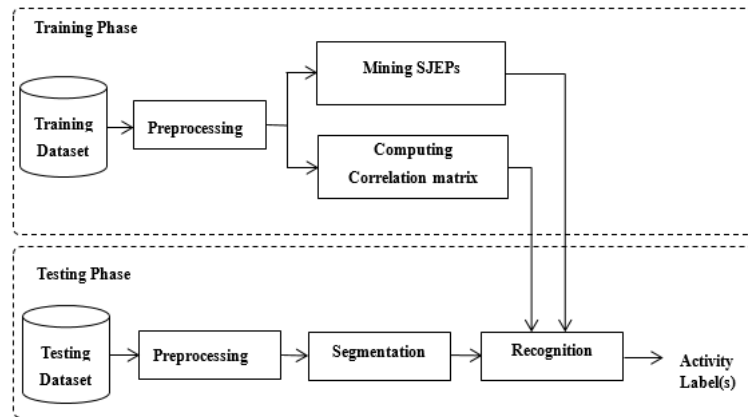 Training Phase
Training
Dataset
Preprocessing
Mining SJEPs
Computing
Correlation matrix
Testing Phase
Testing
Dataset
Preprocessing
Segmentation
Recognition
Activity
Label(s)